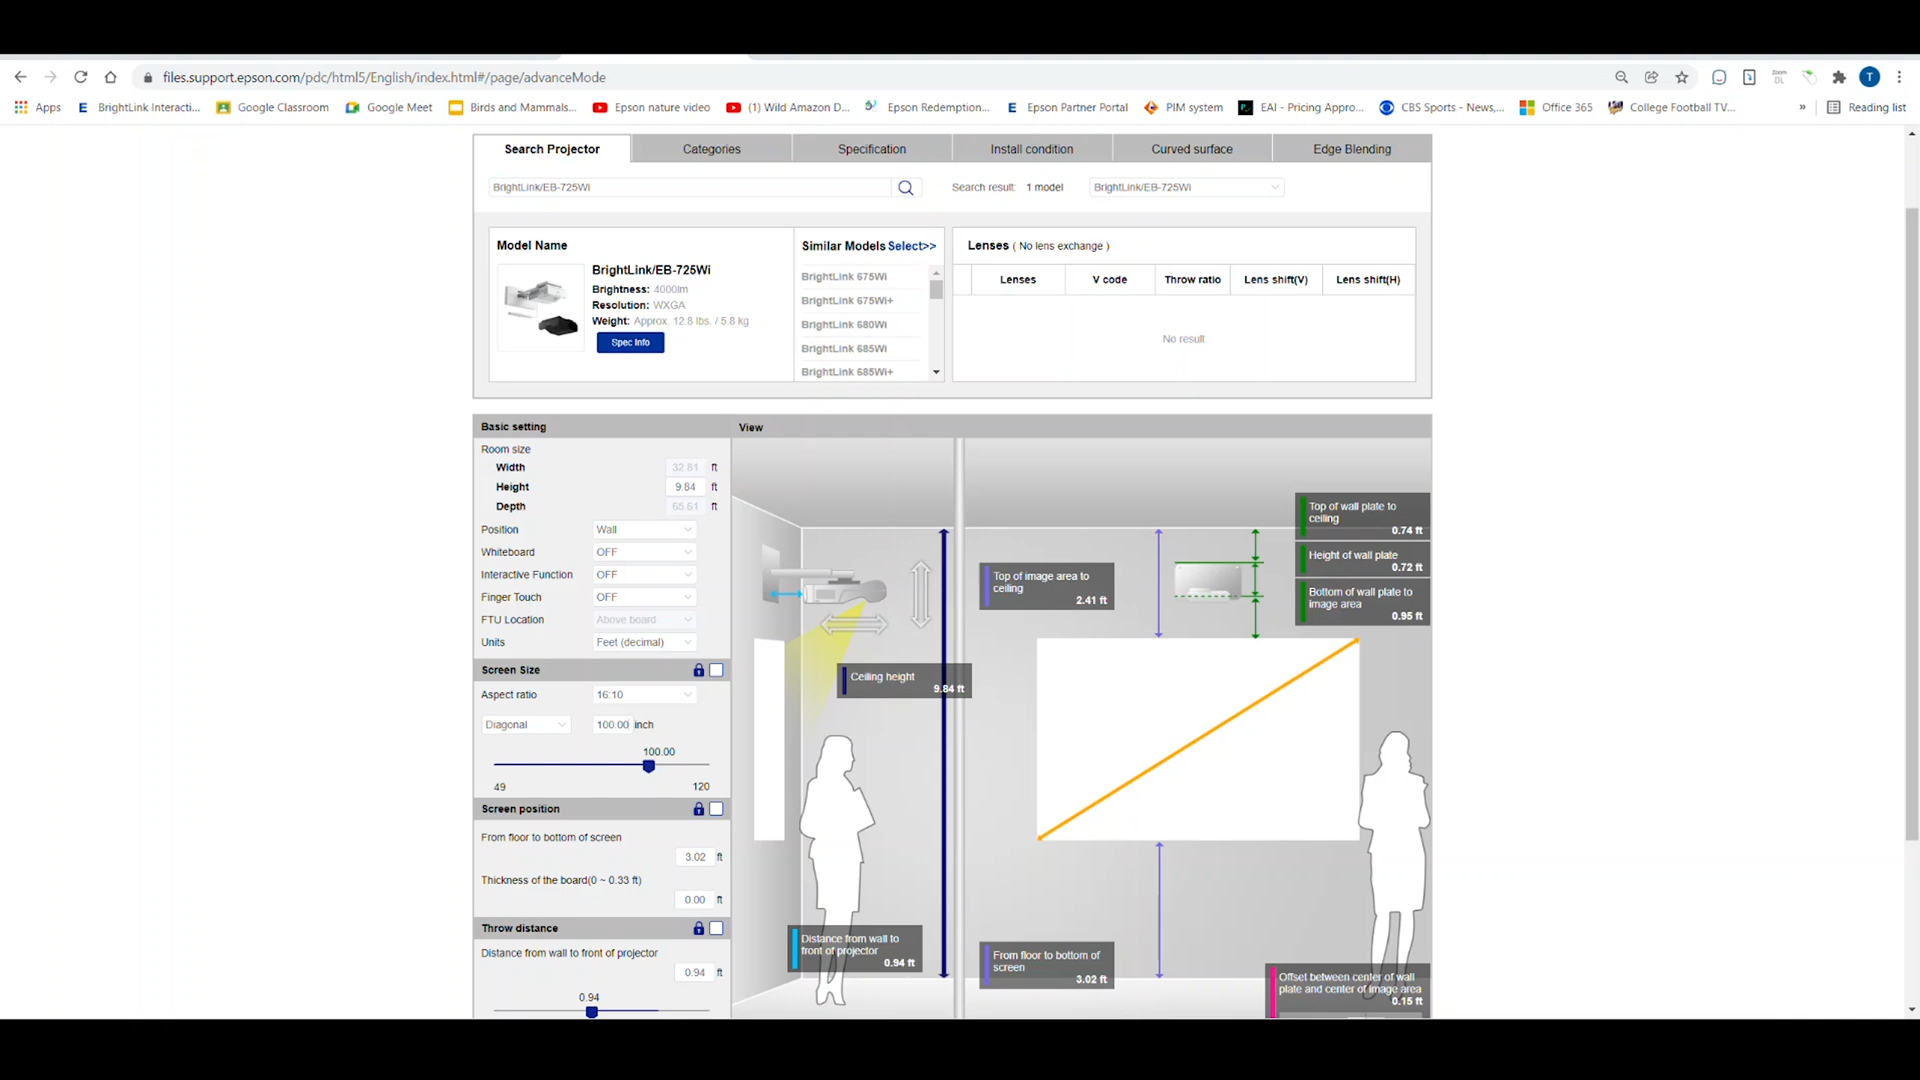 files.support.epson.com/pdc/html5/English/index.html#/page/advanceMode
T
Apps
BrightLink Interacti...
Google Classroom
Google Meet
Birds and Mammals...
Epson nature video
(1) Wild Amazon D...
Epson Redemption...
Epson Partner Portal
PIM system
EAI - Pricing Appro...
CBS Sports - News,...
Office 365
College Football TV...
»
Reading list
Search Projector
Categories
Specification
Install condition
Curved surface
Edge Blending
BrightLink/EB-725Wi
Search result: 1 model
BrightLink/EB-725Wi
Model Name
BrightLink/EB-725Wi
Brightness: 4000lm
Resolution: WXGA
Weight: Approx. 12.8 lbs. / 5.8 kg
Spec Info
Similar Models Select>>
BrightLink 675Wi
BrightLink 675Wi+
BrightLink 680Wi
BrightLink 685Wi
BrightLink 685Wi+
Lenses ( No lens exchange )
Lenses V code Throw ratio Lens shift(V) Lens shift(H)
No result
Basic setting
Room size
Width 32.81 ft
Height 9.84 ft
Depth 65.61 ft
Position Wall
Whiteboard OFF
Interactive Function OFF
Finger Touch OFF
FTU Location Above board
Units Feet (decimal)
Screen Size
Aspect ratio 16:10
Diagonal 100.00 inch
100.00
49 120
Screen position
From floor to bottom of screen
3.02 ft
Thickness of the board(0 ~ 0.33 ft)
0.00 ft
Throw distance
Distance from wall to front of projector
0.94 ft
0.94
View
Top of wall plate to
ceiling
0.74 ft
Height of wall plate
0.72 ft
Bottom of wall plate to
image area
0.95 ft
Top of image area to
ceiling
2.41 ft
Ceiling height
9.84 ft
Distance from wall to
front of projector
0.94 ft
From floor to bottom of
screen
3.02 ft
Offset between center of wall
plate and center of image area
0.15 ft